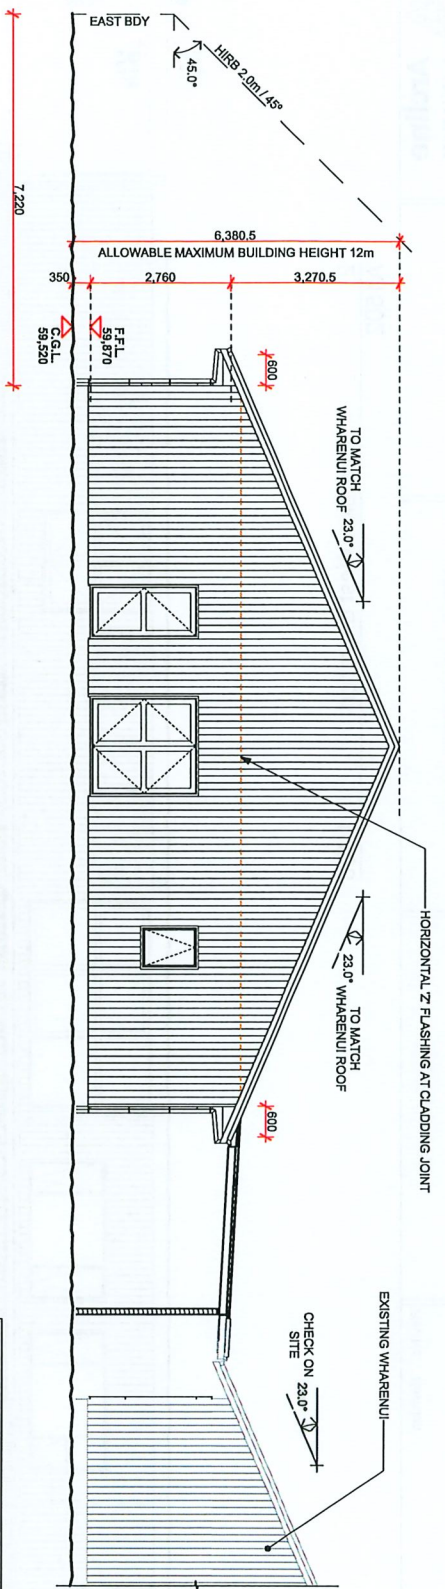 EAST BDY
45.0°
HIRB 2.0m / 45°
7,220
6,380.5
ALLOWABLE MAXIMUM BUILDING HEIGHT 12m
350
2,760
3,270.5
F.F.L
59,870
C.G.L.
59,520
600
TO MATCH
WHARENUI ROOF
23.0°
HORIZONTAL 'Z' FLASHING AT CLADDING JOINT
TO MATCH
WHARENUI ROOF
23.0°
600
EXISTING WHARENUI
CHECK ON
SITE
23.0°